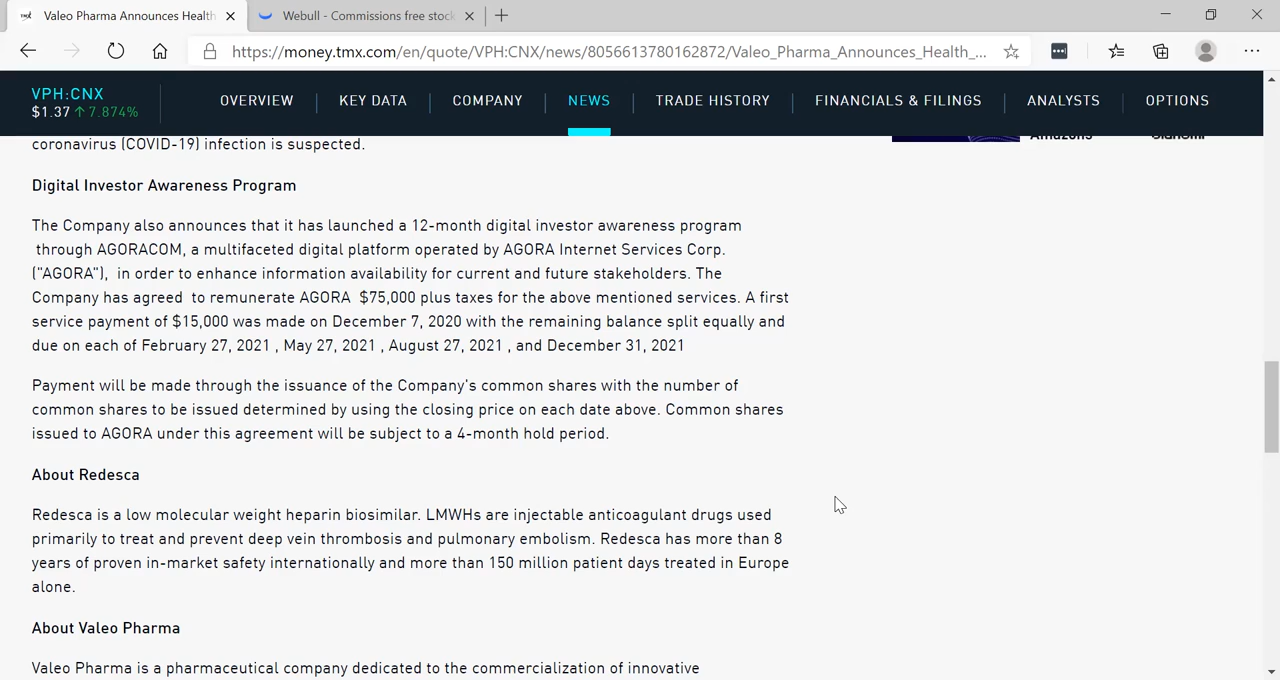 Valeo Pharma Announces Health
Webull - Commissions free stock
https://money.tmx.com/en/quote/VPH:CNX/news/8056613780162872/Valeo_Pharma_Announces_Health_...
VPH:CNX
$1.37 ↑ 7.874%
OVERVIEW
KEY DATA
COMPANY
NEWS
TRADE HISTORY
FINANCIALS & FILINGS
ANALYSTS
OPTIONS
coronavirus (COVID-19) infection is suspected.
Digital Investor Awareness Program
The Company also announces that it has launched a 12-month digital investor awareness program
through AGORACOM, a multifaceted digital platform operated by AGORA Internet Services Corp.
("AGORA"), in order to enhance information availability for current and future stakeholders. The
Company has agreed to remunerate AGORA $75,000 plus taxes for the above mentioned services. A first
service payment of $15,000 was made on December 7, 2020 with the remaining balance split equally and
due on each of February 27, 2021 , May 27, 2021 , August 27, 2021 , and December 31, 2021
Payment will be made through the issuance of the Company's common shares with the number of
common shares to be issued determined by using the closing price on each date above. Common shares
issued to AGORA under this agreement will be subject to a 4-month hold period.
About Redesca
Redesca is a low molecular weight heparin biosimilar. LMWHs are injectable anticoagulant drugs used
primarily to treat and prevent deep vein thrombosis and pulmonary embolism. Redesca has more than 8
years of proven in-market safety internationally and more than 150 million patient days treated in Europe
alone.
About Valeo Pharma
Valeo Pharma is a pharmaceutical company dedicated to the commercialization of innovative